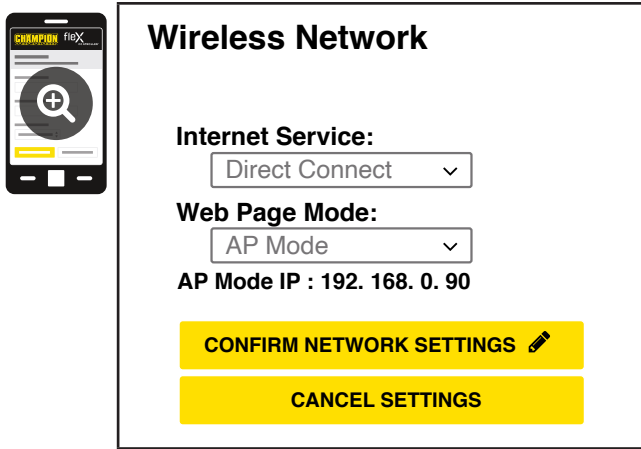 CHAMPION fleX
Wireless Network
Internet Service:
Direct Connect
Web Page Mode:
AP Mode
AP Mode IP : 192. 168. 0. 90
CONFIRM NETWORK SETTINGS
CANCEL SETTINGS